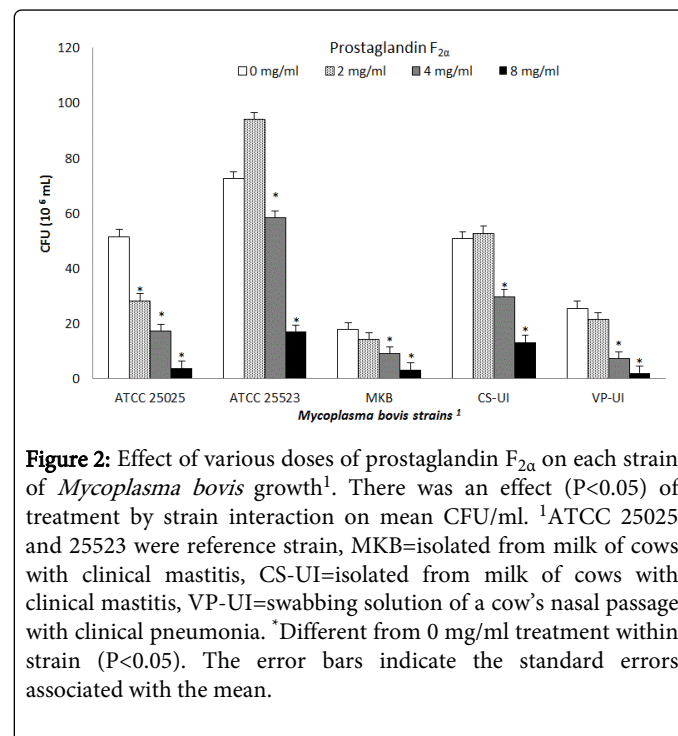 Prostaglandin F2α
0 mg/ml 2 mg/ml 4 mg/ml 8 mg/ml
120
100
80
60
40
20
0
CFU (10 6 mL)
* * *
* *
* *
* *
* *
ATCC 25025 ATCC 25523 MKB CS-UI VP-UI
Mycoplasma bovis strains 1
Figure 2: Effect of various doses of prostaglandin F2α on each strain
of Mycoplasma bovis growth1. There was an effect (P<0.05) of
treatment by strain interaction on mean CFU/ml. 1ATCC 25025
and 25523 were reference strain, MKB=isolated from milk of cows
with clinical mastitis, CS-UI=isolated from milk of cows with
clinical mastitis, VP-UI=swabbing solution of a cow's nasal passage
with clinical pneumonia. *Different from 0 mg/ml treatment within
strain (P<0.05). The error bars indicate the standard errors
associated with the mean.